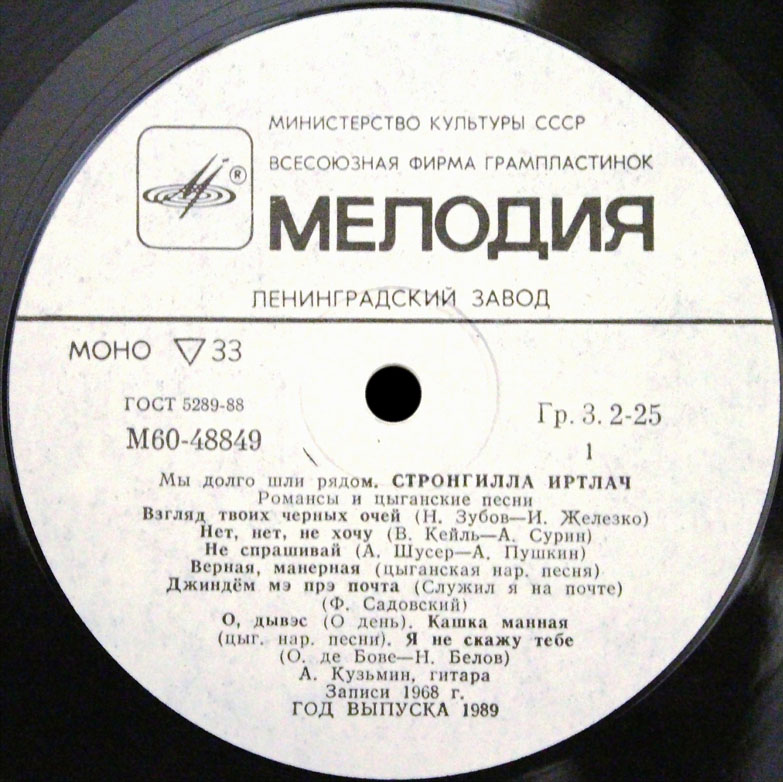 МИНИСТЕРСТВО КУЛЬТУРЫ СССР
ВСЕСОЮЗНАЯ ФИРМА ГРАМПЛАСТИНОК
®
МЕЛОДИЯ
ЛЕНИНГРАДСКИЙ ЗАВОД
МОНО ▽ 33
ГОСТ 5289-88
Гр. 3. 2-25
М60-48849
1
Мы долго шли рядом. СТРОНГИЛЛА ИРТЛАЧ
Романсы и цыганские песни
Взгляд твоих черных очей (Н. Зубов—И. Железко)
Нет, нет, не хочу (В. Кейль—А. Сурин)
Не спрашивай (А. Шусер—А. Пушкин)
Верная, манерная (цыганская нар. песня)
Джиндём мэ прэ почта (Служил я на почте)
(Ф. Садовский)
О, дывэс (О день). Кашка манная
(цыг. нар. песни). Я не скажу тебе
(О. де Бове—Н. Белов)
А. Кузьмин, гитара
Записи 1968 г.
ГОД ВЫПУСКА 1989